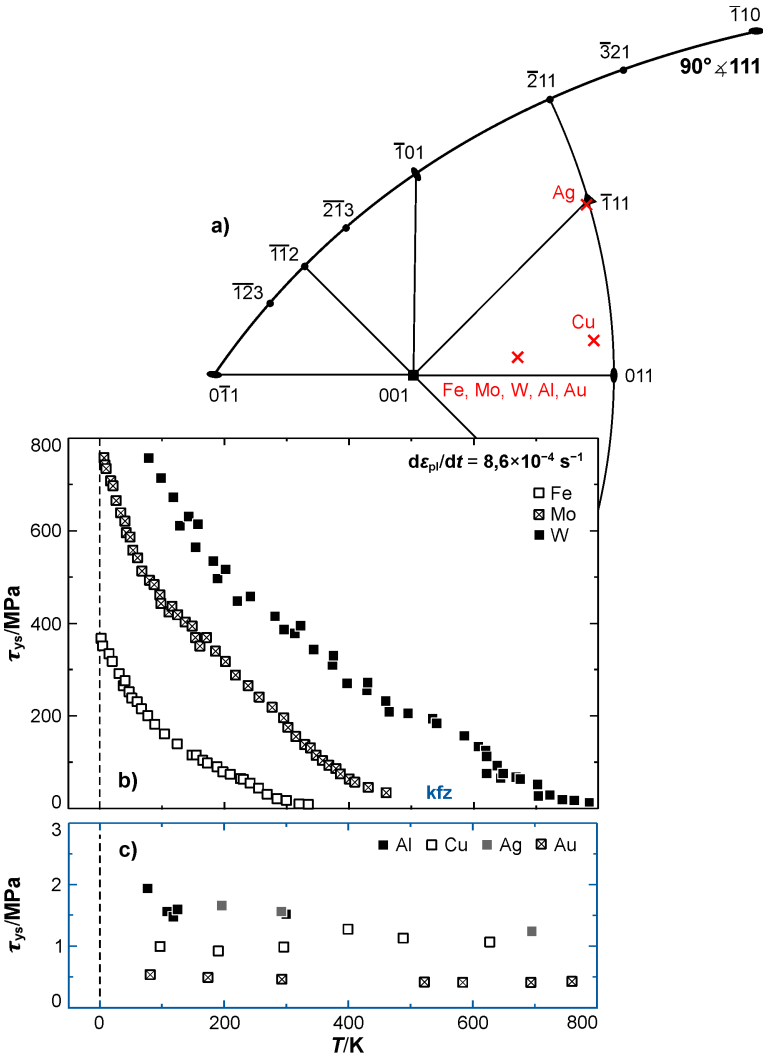 1̅10
90° ∡ 111
3̅21
2̅11
1̅01
Ag
1̅11
a)
2̅1̅3
1̅1̅2
1̅2̅3
Cu
01̅1
001
Fe, Mo, W, Al, Au
011
800
600
400
200
0
τys/MPa
dεpl/dt = 8,6×10⁻⁴ s⁻¹
Fe
Mo
W
b)
kfz
3
2
1
0
τys/MPa
c)
Al
Cu
Ag
Au
0
200
400
600
800
T/K